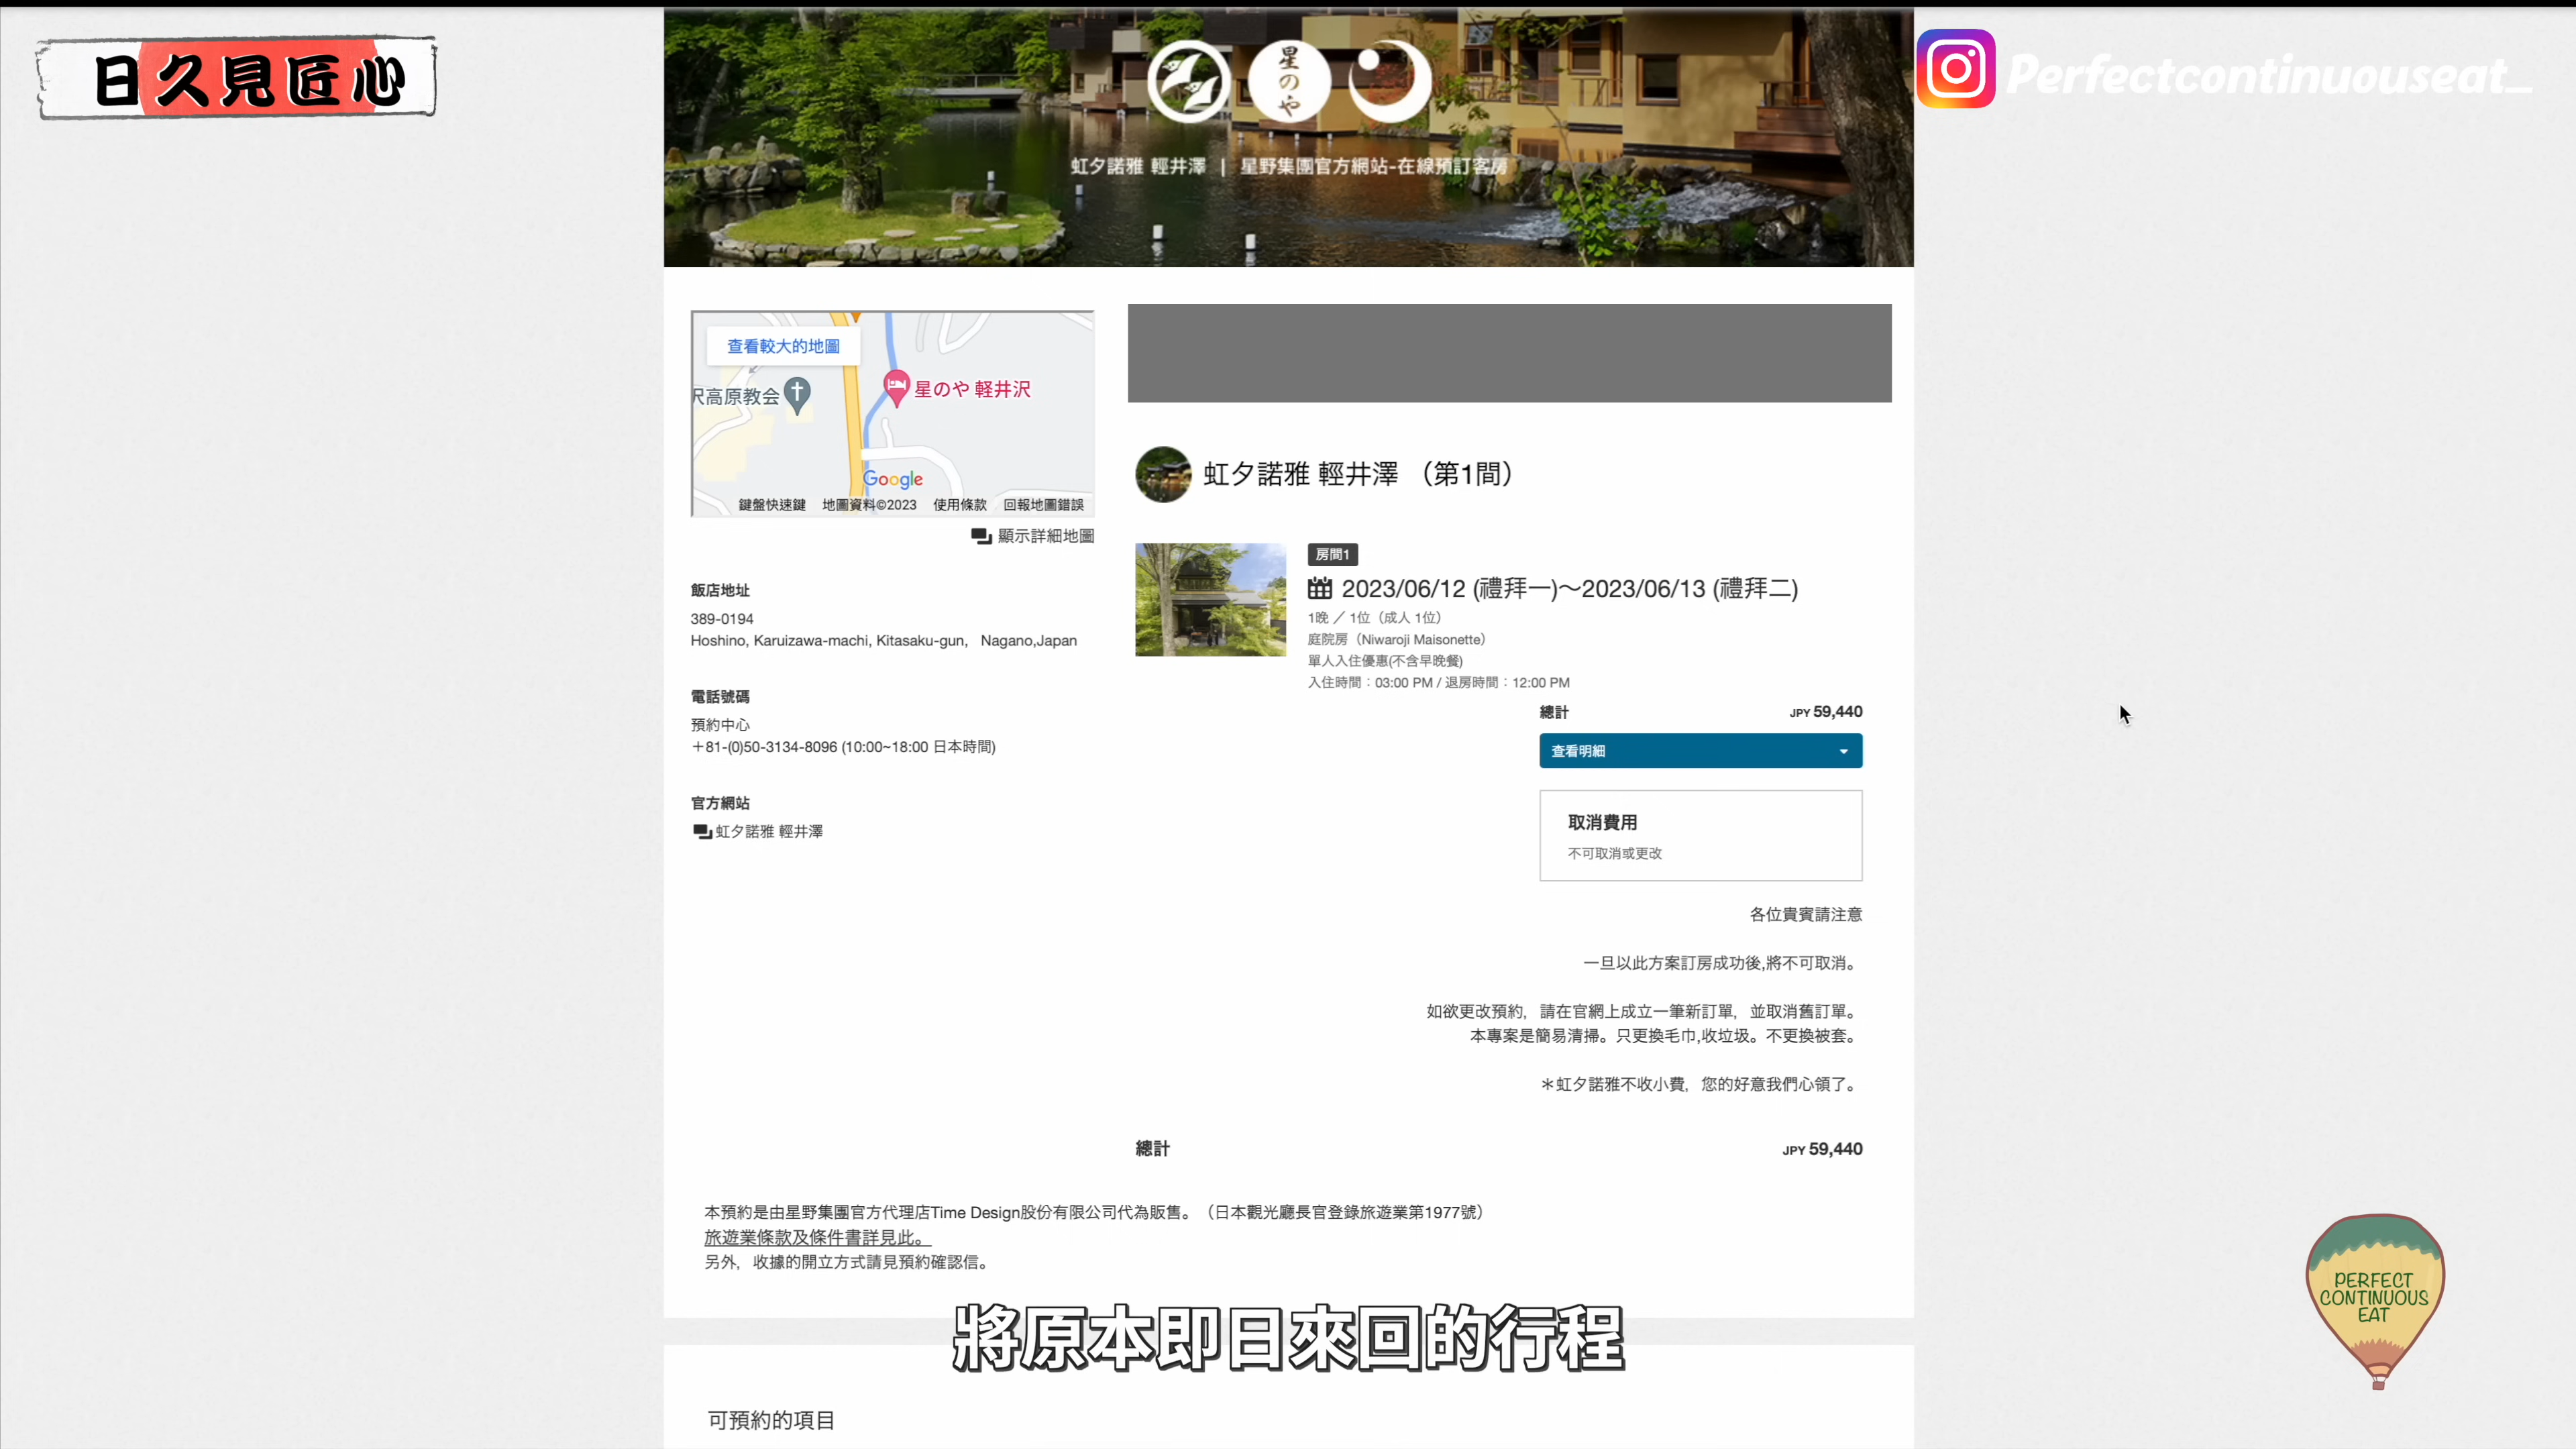 日久見匠心
Perfectcontinuouseat_
星のや
虹夕諾雅 輕井澤 | 星野集團官方網站-在線預訂客房
查看較大的地圖
沢高原教会
星のや 軽井沢
Google
鍵盤快速鍵 地圖資料©2023 使用條款 回報地圖錯誤
顯示詳細地圖
飯店地址
389-0194
Hoshino, Karuizawa-machi, Kitasaku-gun, Nagano,Japan
電話號碼
預約中心
+81-(0)50-3134-8096 (10:00~18:00 日本時間)
官方網站
虹夕諾雅 輕井澤
虹夕諾雅 輕井澤 (第1間)
房間1
2023/06/12 (禮拜一)～2023/06/13 (禮拜二)
1晚 ／ 1位（成人 1位）
庭院房（Niwaroji Maisonette）
單人入住優惠(不含早晚餐)
入住時間：03:00 PM / 退房時間：12:00 PM
總計 JPY 59,440
查看明細
取消費用
不可取消或更改
各位貴賓請注意
一旦以此方案訂房成功後,將不可取消。
如欲更改預約，請在官網上成立一筆新訂單，並取消舊訂單。
本專案是簡易清掃。只更換毛巾,收垃圾。不更換被套。
＊虹夕諾雅不收小費，您的好意我們心領了。
總計 JPY 59,440
本預約是由星野集團官方代理店Time Design股份有限公司代為販售。（日本觀光廳長官登錄旅遊業第1977號）
旅遊業條款及條件書詳見此。
另外，收據的開立方式請見預約確認信。
將原本即日來回的行程
可預約的項目
PERFECT
CONTINUOUS
EAT